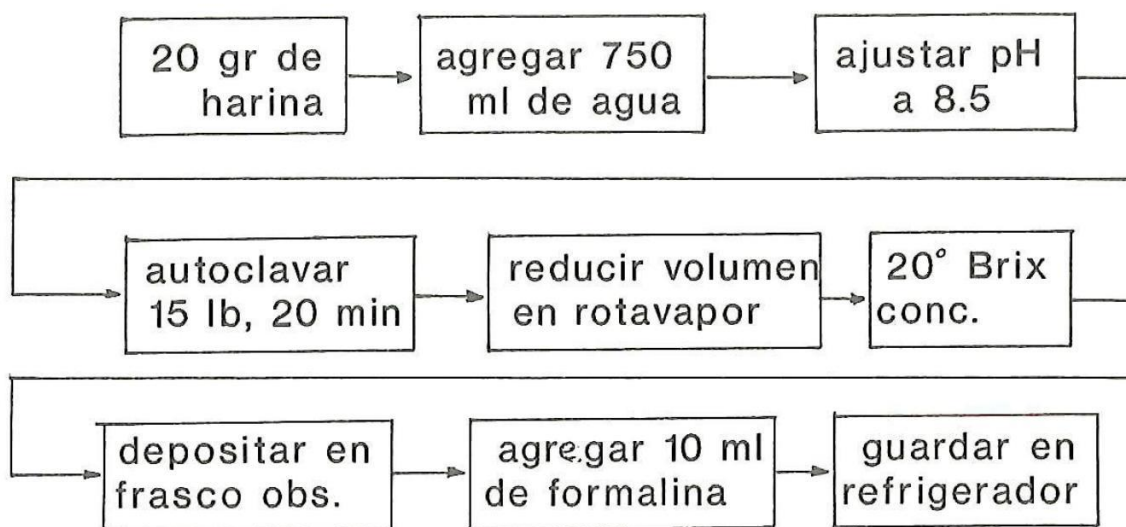 20 gr de
harina
agregar 750
ml de agua
ajustar pH
a 8.5
autoclavar
15 lb, 20 min
reducir volumen
en rotavapor
20° Brix
conc.
depositar en
frasco obs.
agregar 10 ml
de formalina
guardar en
refrigerador